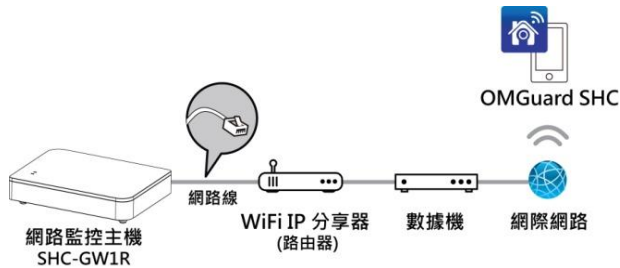 OMGuard SHC
網路線
WiFi IP 分享器
(路由器)
數據機
網際網路
網路監控主機
SHC-GW1R